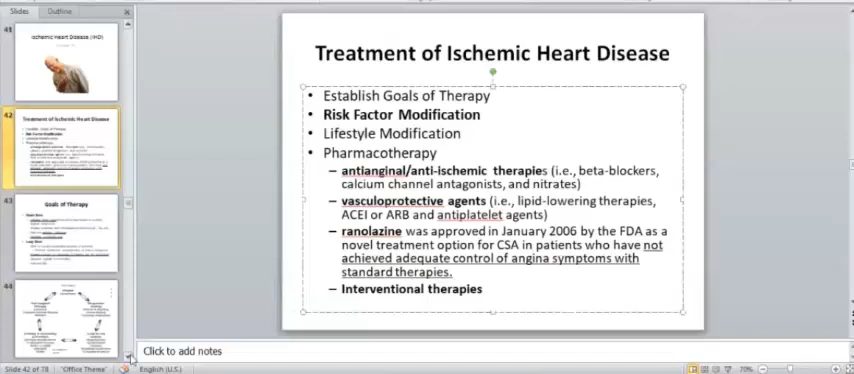 Slides
Outline
41
Ischemic Heart Disease (IHD)
42
Treatment of Ischemic Heart Disease
43
Goals of Therapy
44
Treatment of Ischemic Heart Disease
• Establish Goals of Therapy
• Risk Factor Modification
• Lifestyle Modification
• Pharmacotherapy
– antianginal/anti-ischemic therapies (i.e., beta-blockers,
calcium channel antagonists, and nitrates)
– vasculoprotective agents (i.e., lipid-lowering therapies,
ACEI or ARB and antiplatelet agents)
– ranolazine was approved in January 2006 by the FDA as a
novel treatment option for CSA in patients who have not
achieved adequate control of angina symptoms with
standard therapies.
– Interventional therapies
Click to add notes
Slide 42 of 78
"Office Theme"
English (U.S.)
70%